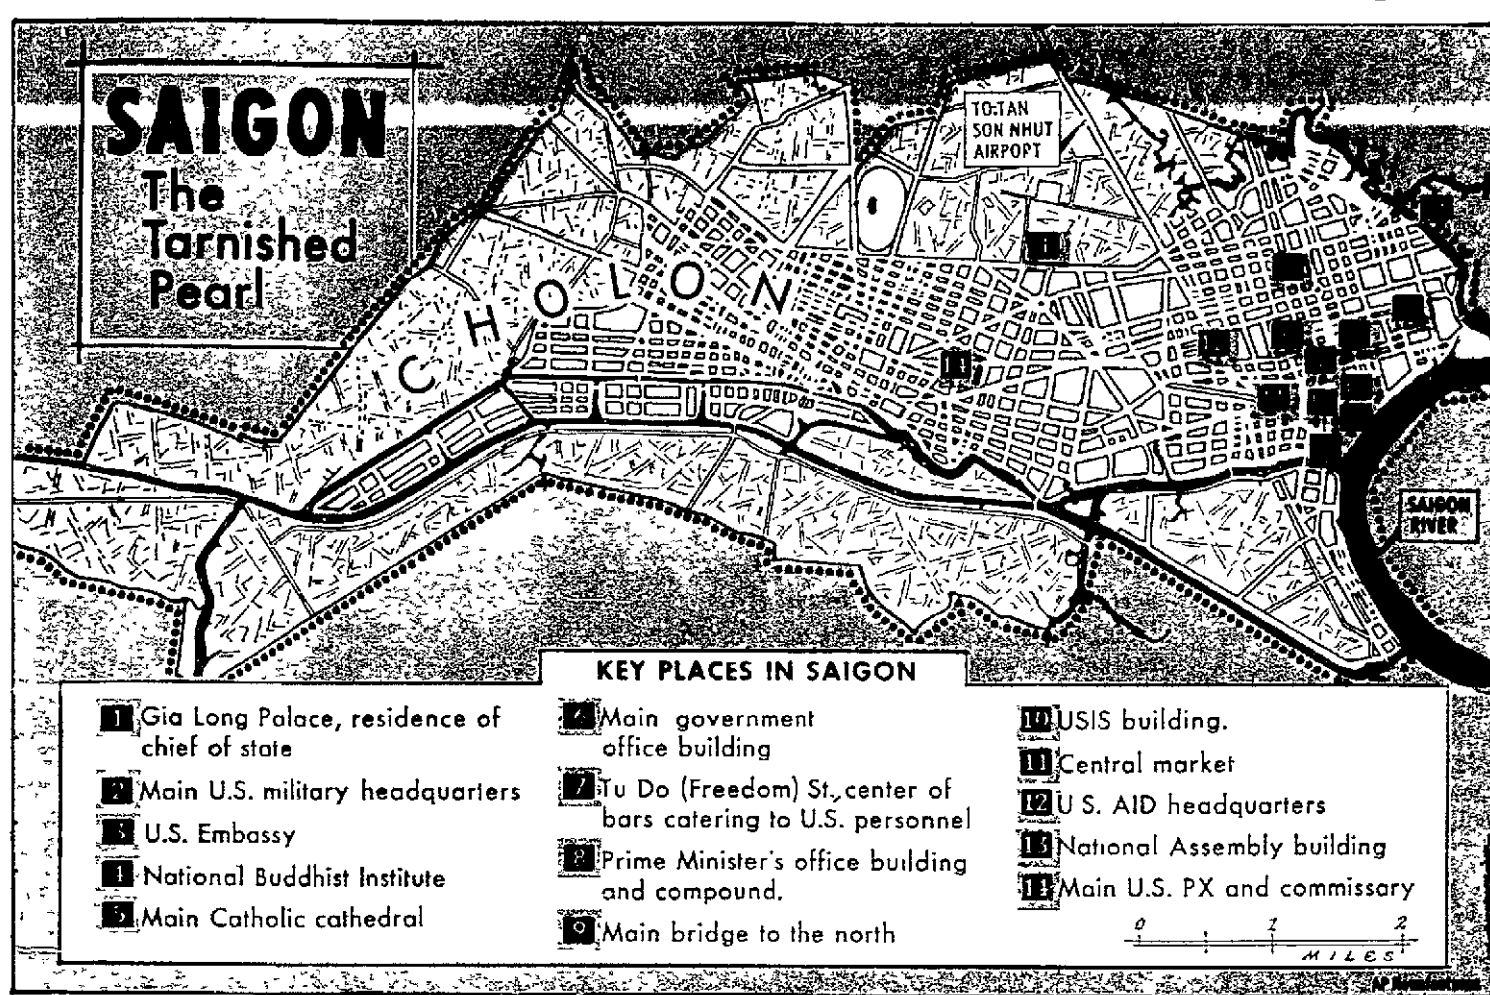 SAIGON
The
Tarnished
Pearl
TO: TAN
SON NHUT
AIRPOPT
CHOLON
4
14
SAIGON
RIVER
KEY PLACES IN SAIGON
1 Gia Long Palace, residence of
chief of state
2 Main U.S. military headquarters
3 U.S. Embassy
4 National Buddhist Institute
5 Main Catholic cathedral
6 Main government
office building
7 Tu Do (Freedom) St., center of
bars catering to U.S. personnel
8 Prime Minister's office building
and compound.
9 Main bridge to the north
10 USIS building.
11 Central market
12 U.S. AID headquarters
13 National Assembly building
14 Main U.S. PX and commissary
0 1 2
MILES